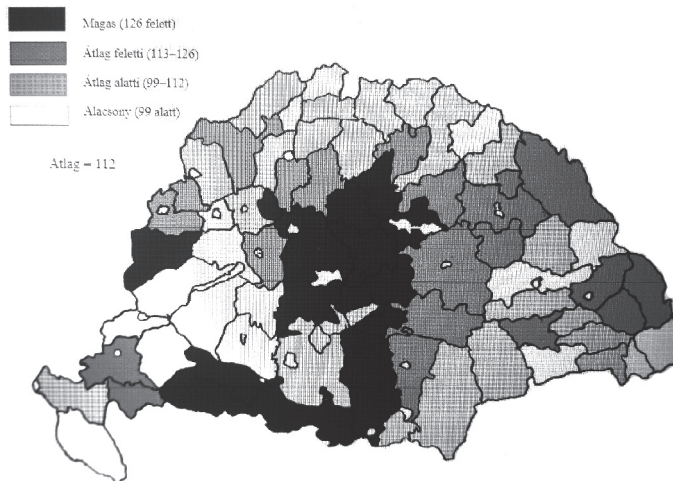 Magas (126 felett)
Átlag feletti (113–126)
Átlag alatti (99–112)
Alacsony (99 alatt)
Átlag = 112